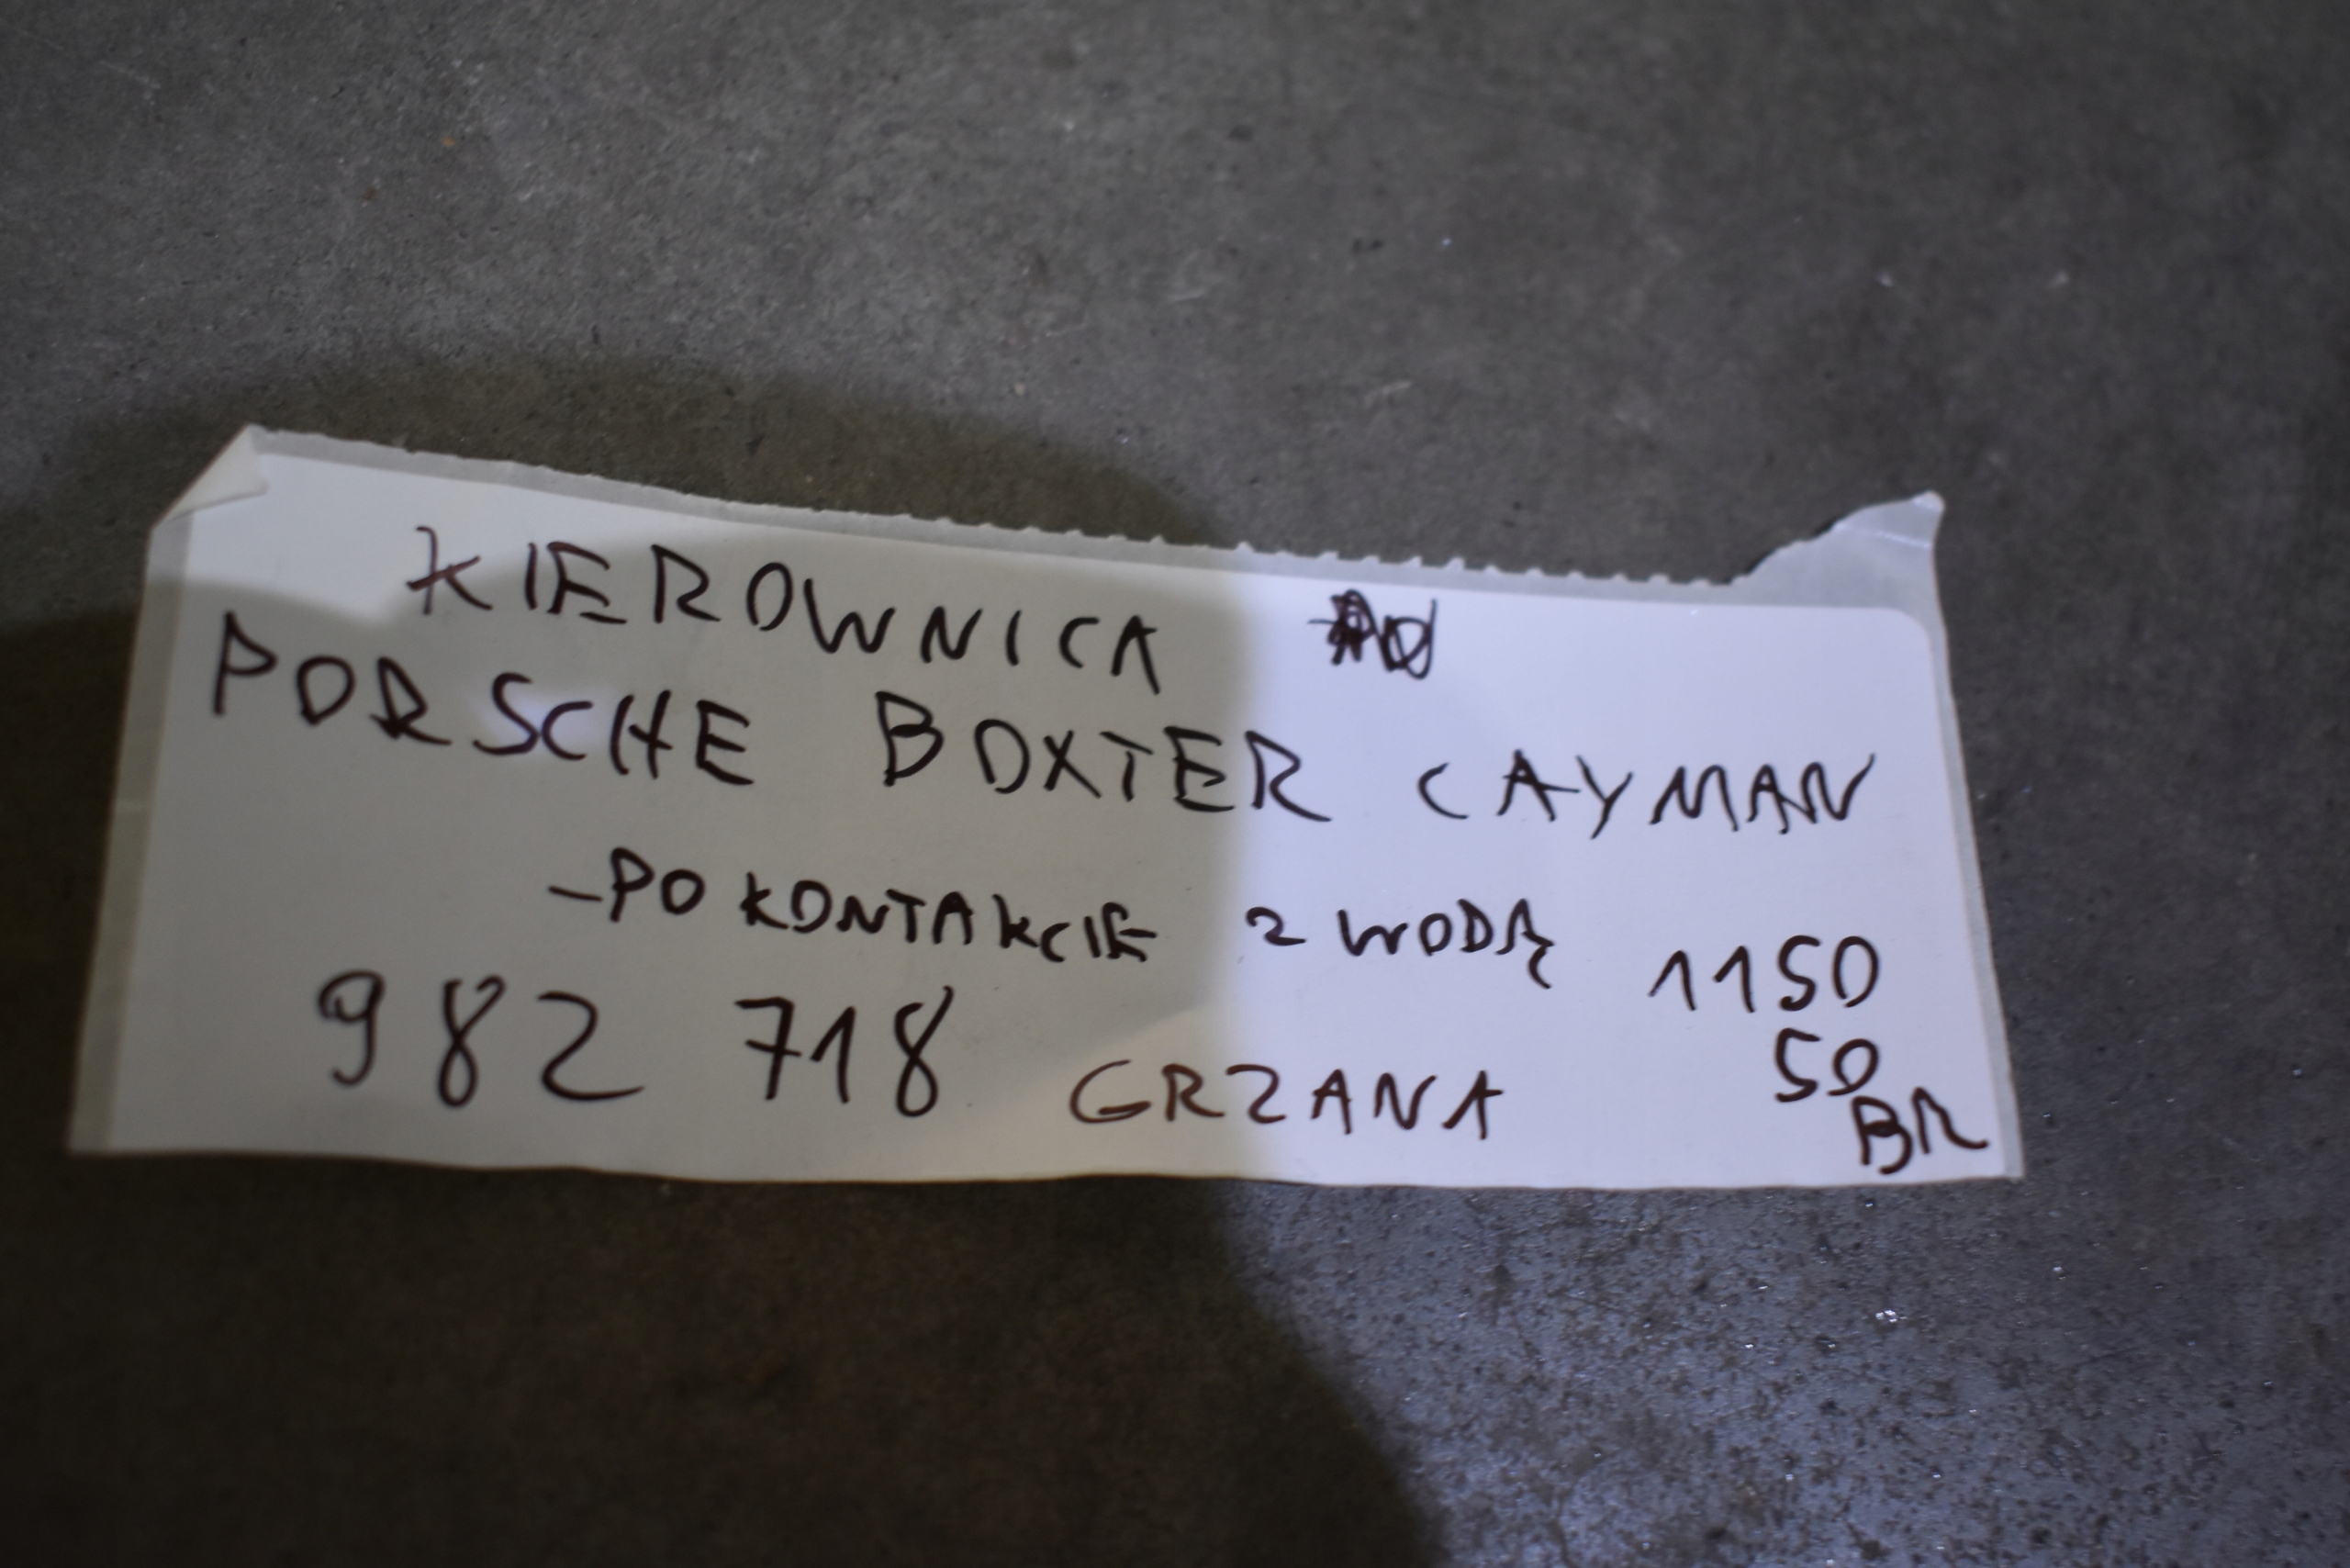 KIEROWNICA
PORSCHE BOXTER CAYMAN
-PO KONTAKCIE Z WODĄ
1150
982 718 GRZANA
50
BR